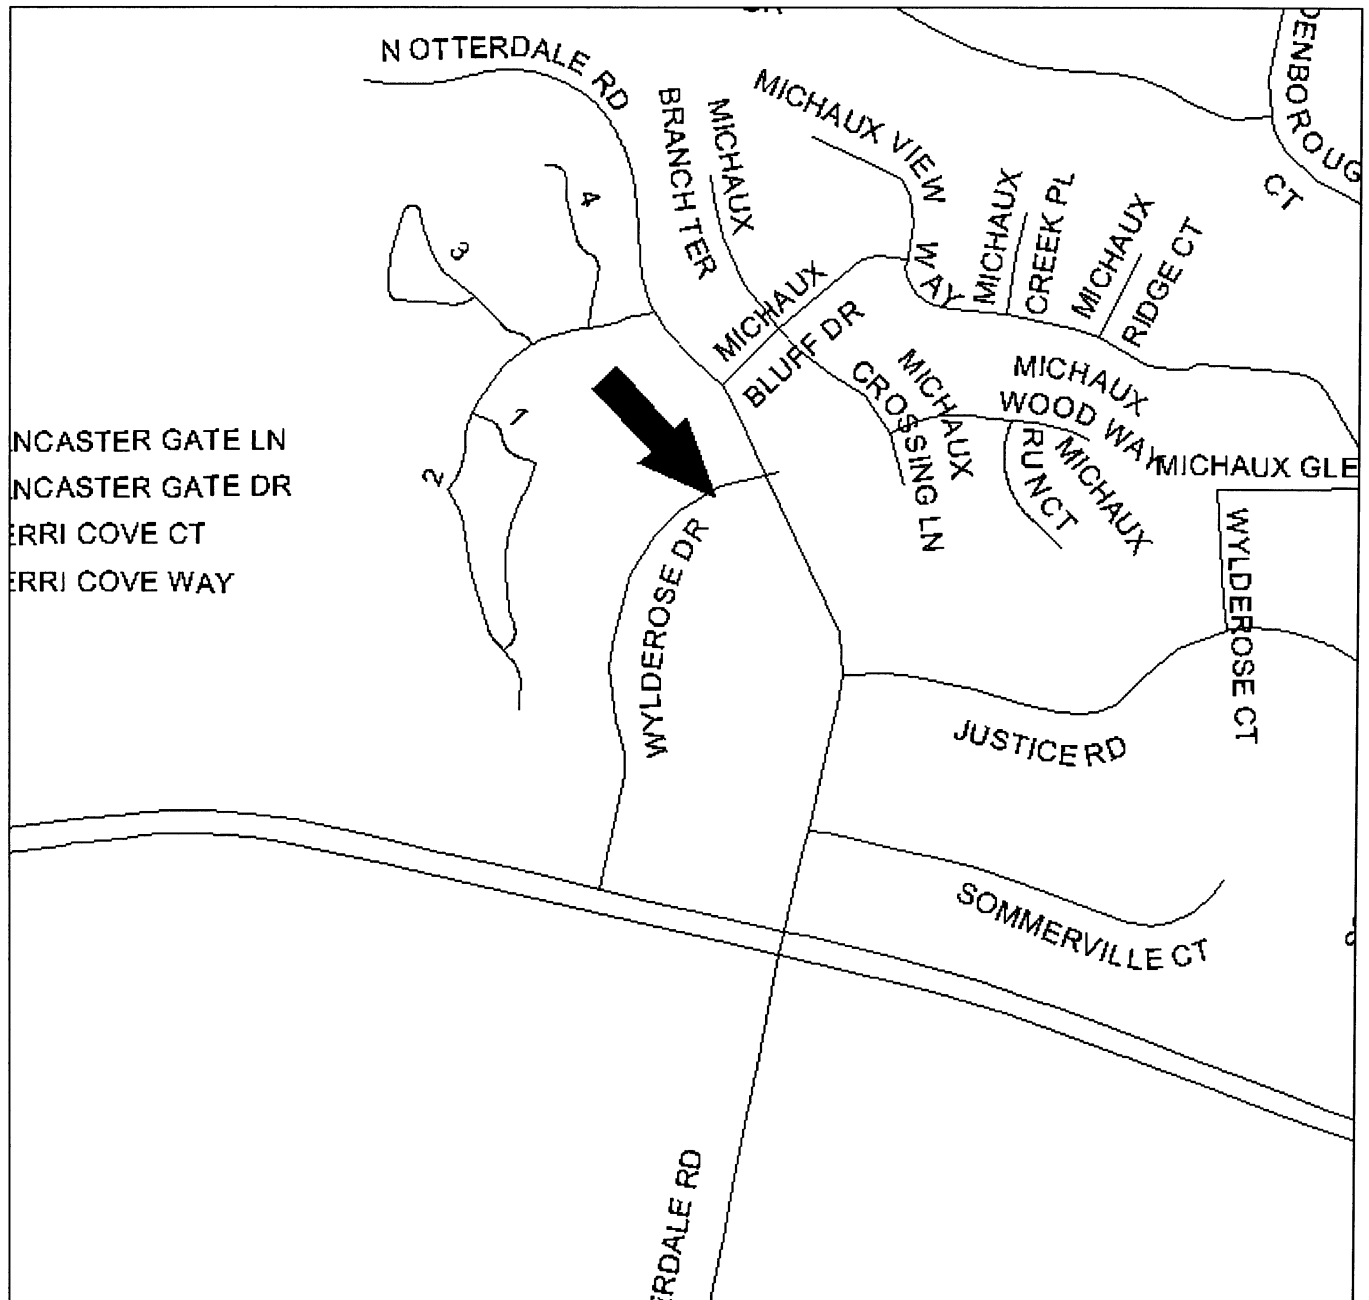 N OTTERDALE RD
MICHAUX
BRANCH TER
MICHAUX VIEW WAY
MICHAUX
CREEK PL
MICHAUX
RIDGE CT
CT
4
3
MICHAUX
BLUFF DR
MICHAUX
CROSSING LN
MICHAUX
WOOD WAY
MICHAUX
RUN CT
MICHAUX GLE
1
2
NCASTER GATE LN
NCASTER GATE DR
ERRI COVE CT
ERRI COVE WAY
WYLDEROSE DR
WYLDEROSE CT
JUSTICE RD
SOMMERVILLE CT
ERDALE RD